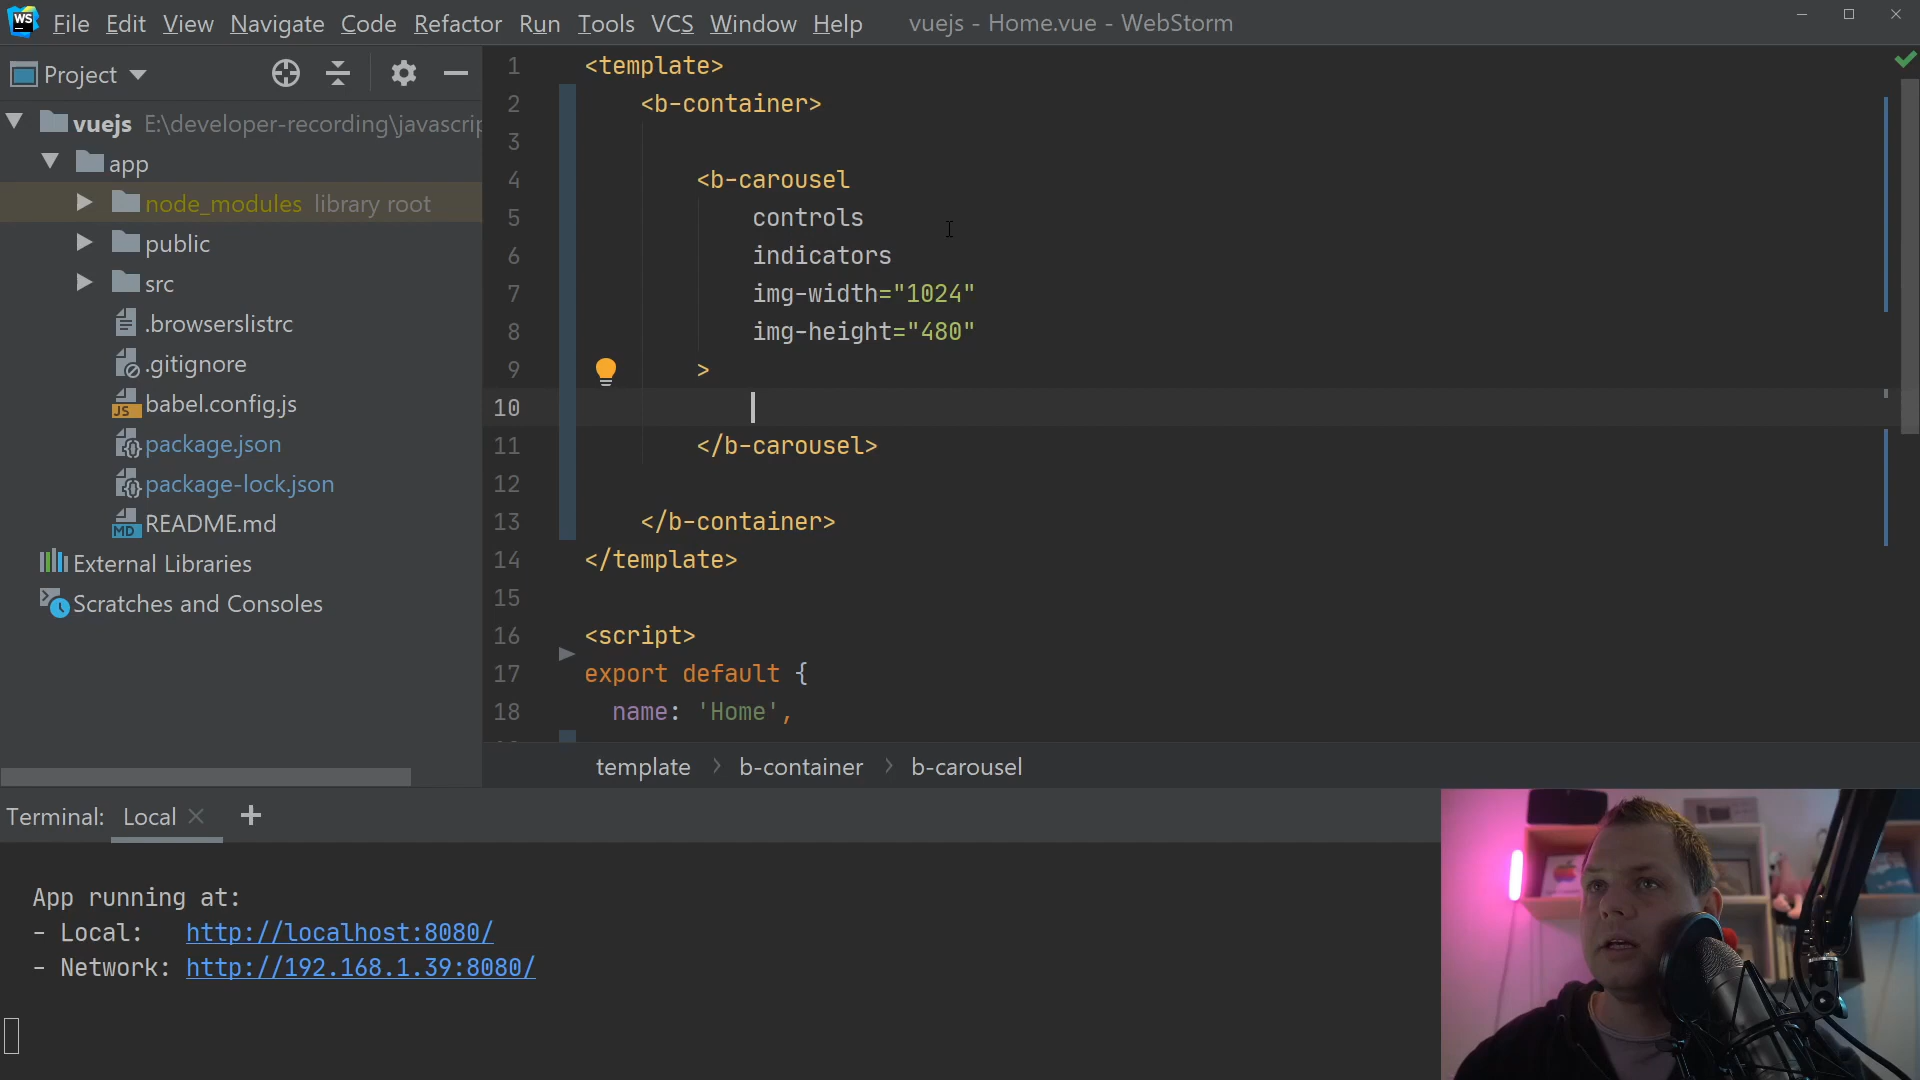 WS File Edit View Navigate Code Refactor Run Tools VCS Window Help vuejs - Home.vue - WebStorm
Project
vuejs E:\developer-recording\javascrip
app
node_modules library root
public
src
.browserslistrc
.gitignore
JS babel.config.js
package.json
package-lock.json
MD README.md
External Libraries
Scratches and Consoles
1 <template>
2 <b-container>
3
4 <b-carousel
5 controls
6 indicators
7 img-width="1024"
8 img-height="480"
9 >
10
11 </b-carousel>
12
13 </b-container>
14 </template>
15
16 <script>
17 export default {
18 name: 'Home',
template > b-container > b-carousel
Terminal: Local × +
App running at:
- Local: http://localhost:8080/
- Network: http://192.168.1.39:8080/